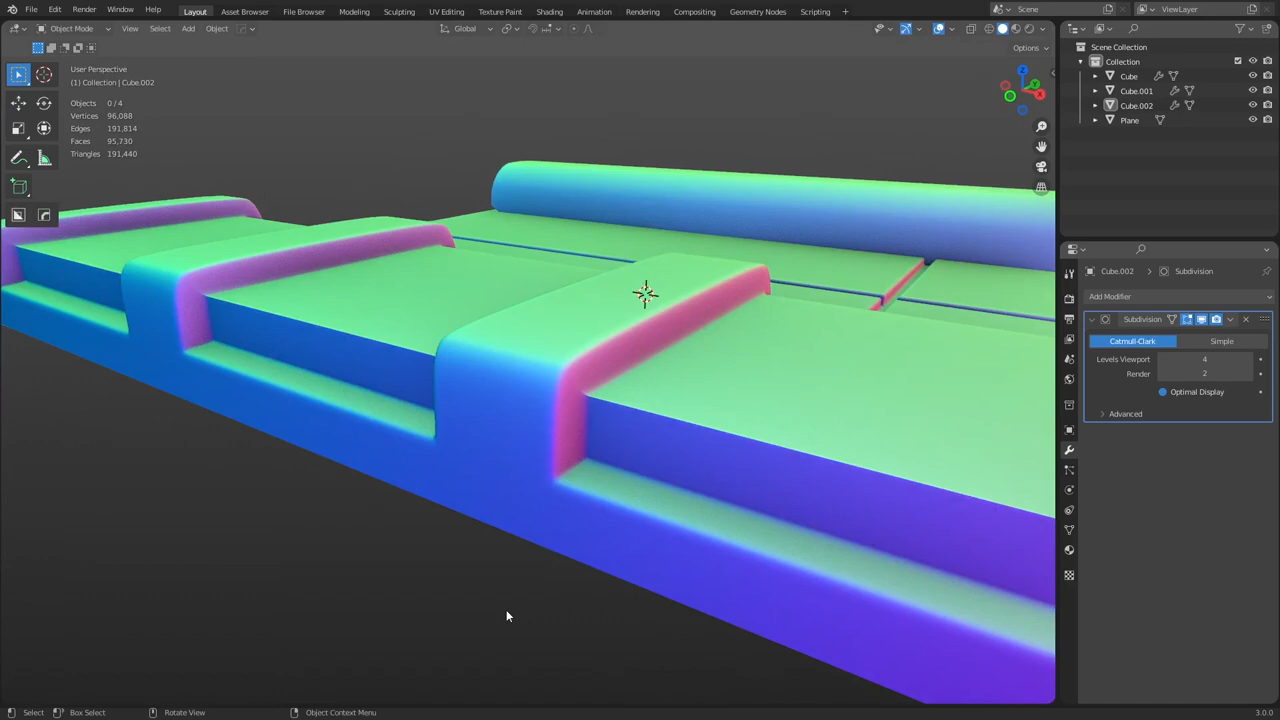 File Edit Render Window Help Layout Asset Browser File Browser Modeling Sculpting UV Editing Texture Paint Shading Animation Rendering Compositing Geometry Nodes Scripting + Scene ViewLayer
Object Mode View Select Add Object Global
Options
User Perspective
(1) Collection | Cube.002
Objects 0/4
Vertices 96,088
Edges 191,814
Faces 95,730
Triangles 191,440
Z
Y
X
Scene Collection
Collection
Cube
Cube.001
Cube.002
Plane
Cube.002 Subdivision
Add Modifier
Subdivision
Catmull-Clark Simple
Levels Viewport 4
Render 2
Optimal Display
Advanced
Select Box Select Rotate View Object Context Menu 3.0.0